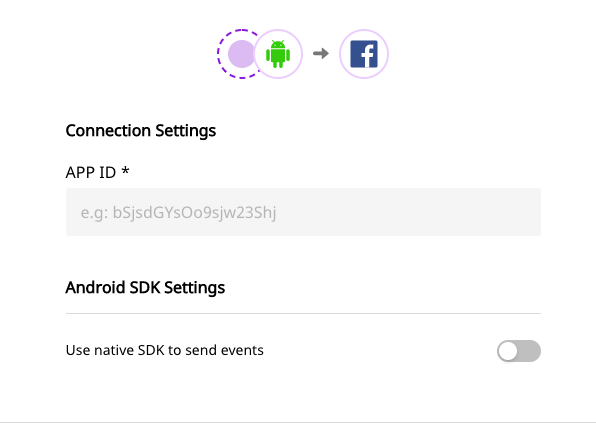 Connection Settings
APP ID *
e.g: bSjsdGYsOo9sjw23Shj
Android SDK Settings
Use native SDK to send events